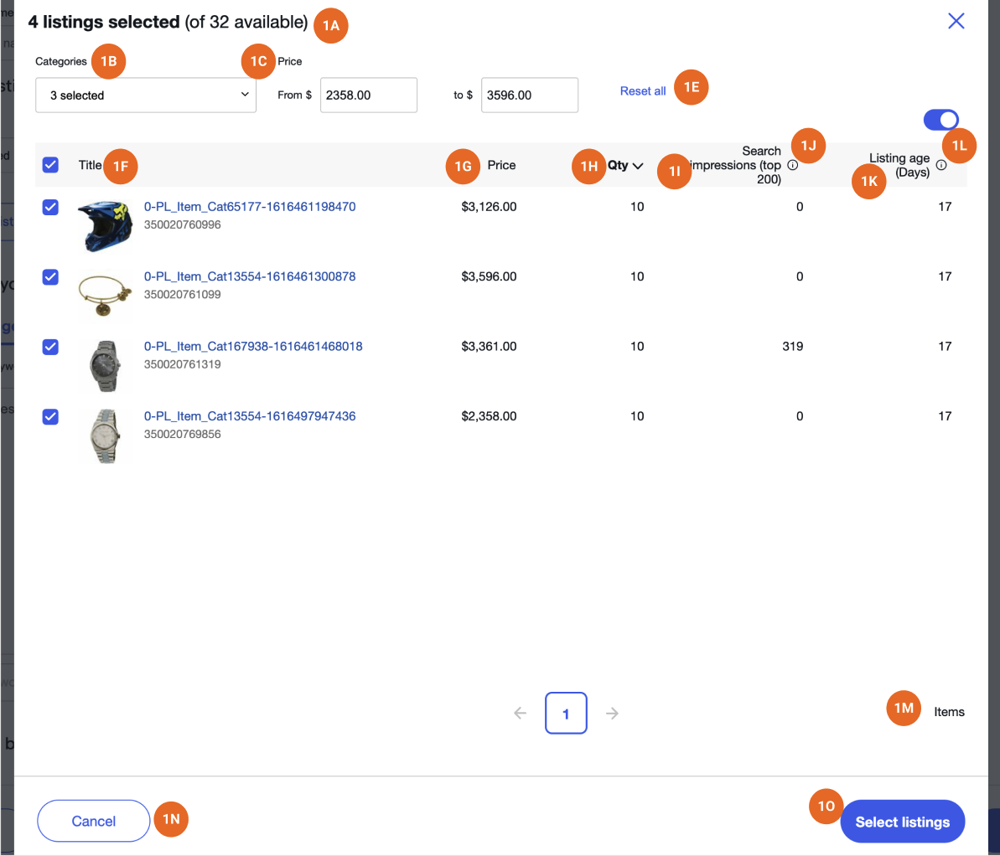 4 listings selected (of 32 available) 1A
Categories 1B 1C Price
3 selected From $ 2358.00 to $ 3596.00 Reset all 1E
Title 1F 1G Price 1H Qty 1I Search impressions (top 200) 1J 1K Listing age (Days) 1L
0-PL_Item_Cat65177-1616461198470 $3,126.00 10 0 17
350020760996
0-PL_Item_Cat13554-1616461300878 $3,596.00 10 0 17
350020761099
0-PL_Item_Cat167938-1616461468018 $3,361.00 10 319 17
350020761319
0-PL_Item_Cat13554-1616497947436 $2,358.00 10 0 17
350020769856
1 1M Items
Cancel 1N 1O Select listings